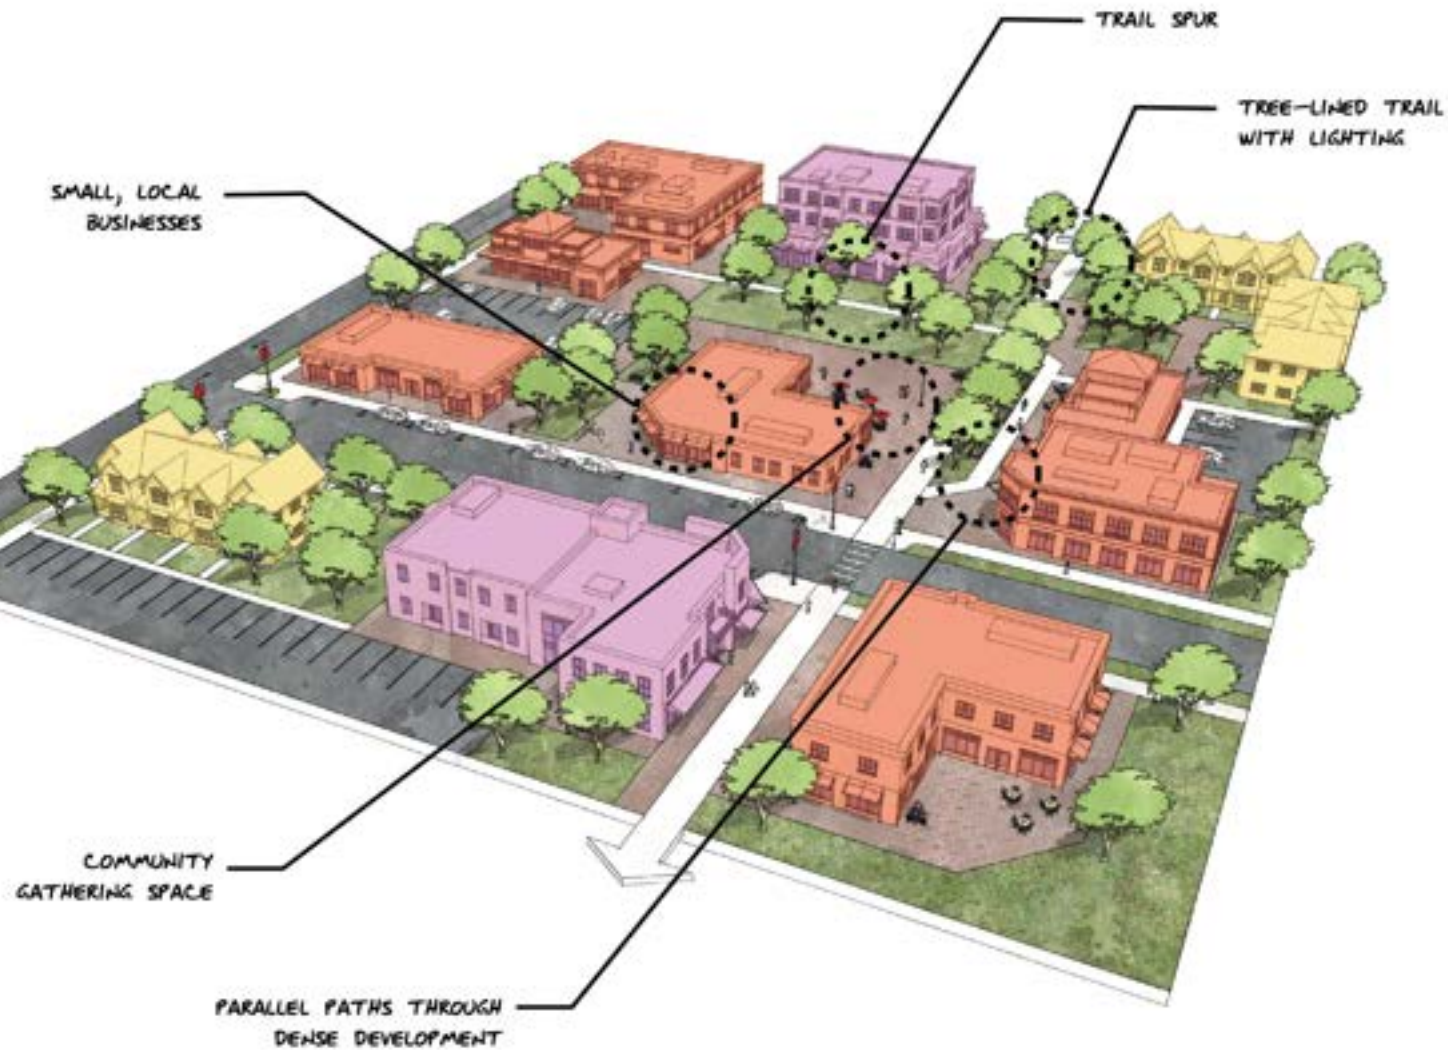 TRAIL SPUR
TREE-LINED TRAIL
WITH LIGHTING
SMALL, LOCAL
BUSINESSES
COMMUNITY
GATHERING SPACE
PARALLEL PATHS THROUGH
DENSE DEVELOPMENT